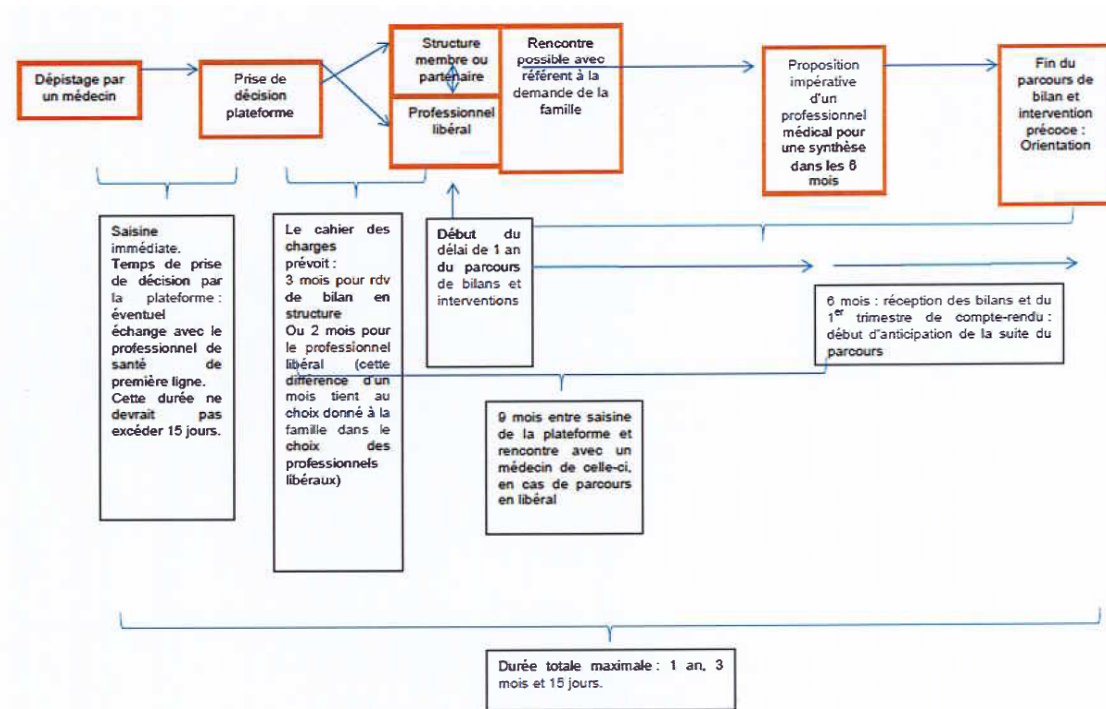 Dépistage par
un médecin
Prise de
décision
plateforme
Structure
membre ou
partenaire
Professionnel
libéral
Rencontre
possible avec
référent à la
demande de la
famille
Proposition
impérative
d'un
professionnel
médical pour
une synthèse
dans les 6
mois
Fin du
parcours de
bilan et
intervention
précoce :
Orientation
Saisine
immédiate.
Temps de prise
de décision par
la plateforme :
éventuel
échange avec le
professionnel de
santé de
première ligne.
Cette durée ne
devrait pas
excéder 15 jours.
Le cahier des
charges
prévoit :
3 mois pour rdv
de bilan en
structure
Ou 2 mois pour
le professionnel
libéral (cette
différence d'un
mois tient au
choix donné à la
famille dans le
choix des
professionnels
libéraux)
Début du
délai de 1 an
du parcours
de bilans et
interventions
6 mois : réception des bilans et du
1er trimestre de compte-rendu :
début d'anticipation de la suite du
parcours
9 mois entre saisine
de la plateforme et
rencontre avec un
médecin de celle-ci,
en cas de parcours
en libéral
Durée totale maximale : 1 an, 3
mois et 15 jours.